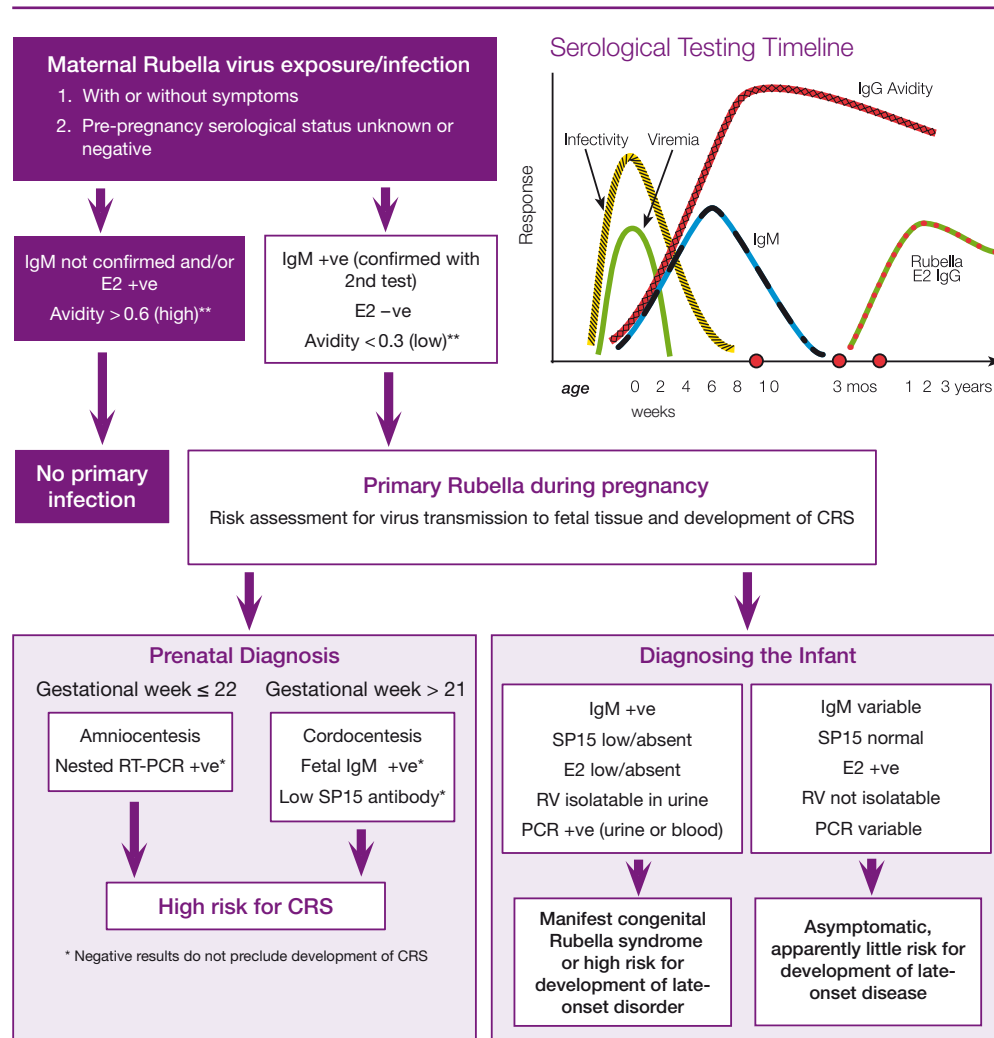 Maternal Rubella virus exposure/infection
1. With or without symptoms
2. Pre-pregnancy serological status unknown or
negative
Serological Testing Timeline
IgG Avidity
Infectivity
Viremia
IgM
Rubella
E2 IgG
Response
age 0 2 4 6 8 10 3 mos 1 2 3 years
weeks
IgM not confirmed and/or
E2 +ve
Avidity > 0.6 (high)**
IgM +ve (confirmed with
2nd test)
E2 –ve
Avidity < 0.3 (low)**
No primary
infection
Primary Rubella during pregnancy
Risk assessment for virus transmission to fetal tissue and development of CRS
Prenatal Diagnosis
Gestational week ≤ 22
Amniocentesis
Nested RT-PCR +ve*
Gestational week > 21
Cordocentesis
Fetal IgM +ve*
Low SP15 antibody*
High risk for CRS
* Negative results do not preclude development of CRS
Diagnosing the Infant
IgM +ve
SP15 low/absent
E2 low/absent
RV isolatable in urine
PCR +ve (urine or blood)
IgM variable
SP15 normal
E2 +ve
RV not isolatable
PCR variable
Manifest congenital
Rubella syndrome
or high risk for
development of late-
onset disorder
Asymptomatic,
apparently little risk for
development of late-
onset disease